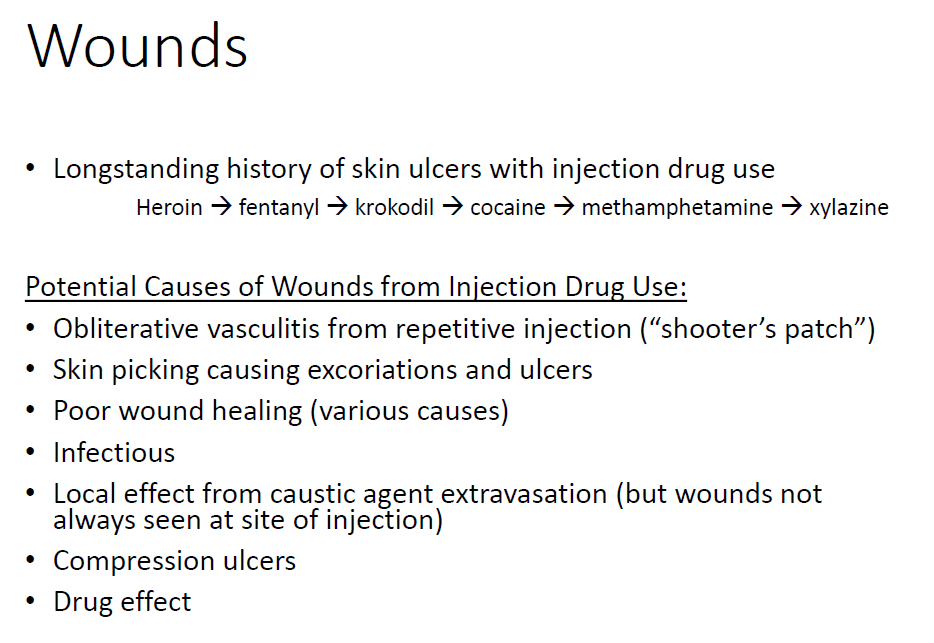 Wounds
• Longstanding history of skin ulcers with injection drug use
Heroin → fentanyl → krokodil → cocaine → methamphetamine → xylazine
Potential Causes of Wounds from Injection Drug Use:
• Obliterative vasculitis from repetitive injection (“shooter’s patch”)
• Skin picking causing excoriations and ulcers
• Poor wound healing (various causes)
• Infectious
• Local effect from caustic agent extravasation (but wounds not
always seen at site of injection)
• Compression ulcers
• Drug effect